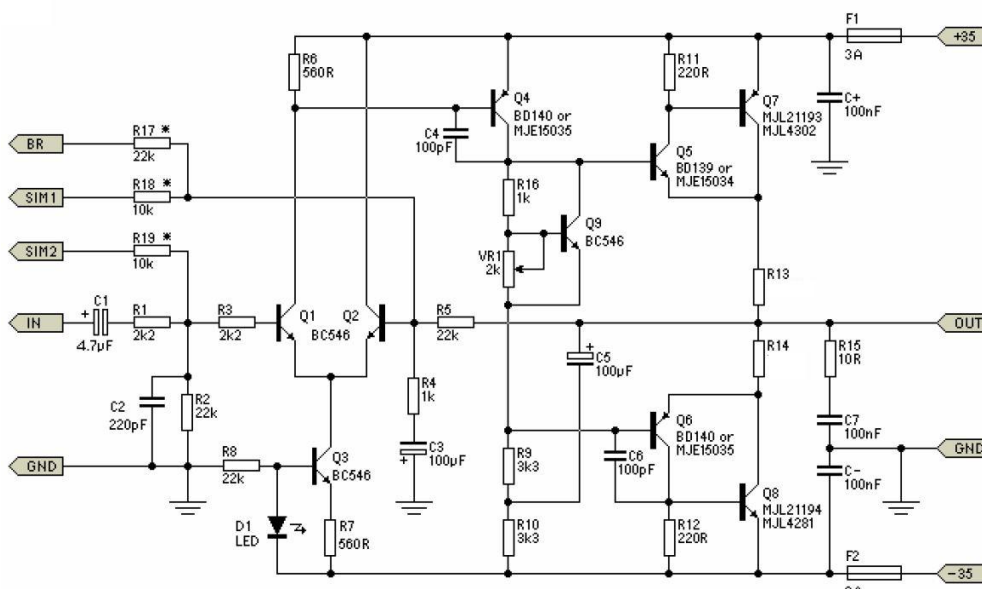 F1
+35
3A
R6
560R
R11
220R
Q4
BD140 or
MJE15035
Q7
MJL21193
MJL4302
C+
100nF
C4
100pF
R17 *
BR
22k
Q5
BD139 or
MJE15034
R18 *
SIM1
10k
R16
1k
Q9
BC546
R19 *
SIM2
10k
VR1
2k
R13
C1
+
IN
4.7µF
R1
2k2
R3
2k2
Q1
Q2
BC546
R5
22k
OUT
R14
R15
10R
+
C5
100µF
R4
1k
C2
220pF
R2
22k
Q6
BD140 or
MJE15035
C7
100nF
GND
R8
22k
Q3
BC546
C3
+
100µF
R9
3k3
C6
100pF
GND
C-
100nF
Q8
MJL21194
MJL4281
D1
LED
R7
560R
R10
3k3
R12
220R
F2
-35